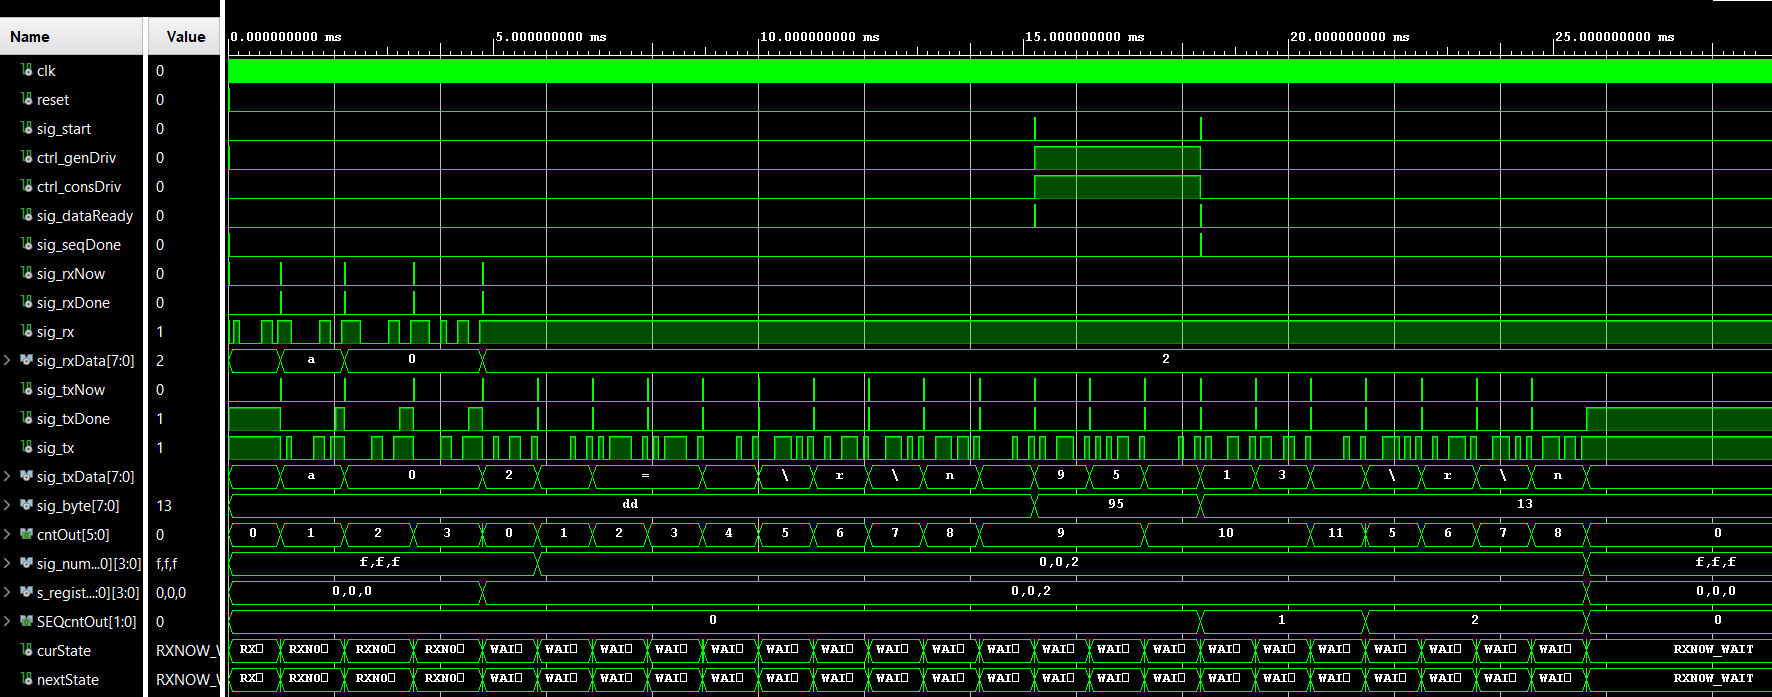 Name Value 0.000000000 ms 5.000000000 ms 10.000000000 ms 15.000000000 ms 20.000000000 ms 25.000000000 ms
clk 0
reset 0
sig_start 0
ctrl_genDriv 0
ctrl_consDriv 0
sig_dataReady 0
sig_seqDone 0
sig_rxNow 0
sig_rxDone 0
sig_rx 1
sig_rxData[7:0] 2 a 0 2
sig_txNow 0
sig_txDone 1
sig_tx 1
sig_txData[7:0] a 0 2 = \ r \ n 9 5 1 3 \ r \ n
sig_byte[7:0] 13 dd 95 13
cntOut[5:0] 0 0 1 2 3 0 1 2 3 4 5 6 7 8 9 10 11 5 6 7 8 0
sig_num...0][3:0] f,f,f f,f,f 0,0,2 f,f,f
s_regist...:0][3:0] 0,0,0 0,0,0 0,0,2 0,0,0
SEQcntOut[1:0] 0 0 1 2 0
curState RXNOW_W RX RXNO RXNO RXNO WAI WAI WAI WAI WAI WAI WAI WAI WAI WAI WAI WAI WAI WAI WAI WAI WAI WAI WAI WAI RXNOW_WAIT
nextState RXNOW_W RX RXNO RXNO RXNO WAI WAI WAI WAI WAI WAI WAI WAI WAI WAI WAI WAI WAI WAI WAI WAI WAI WAI WAI WAI RXNOW_WAIT